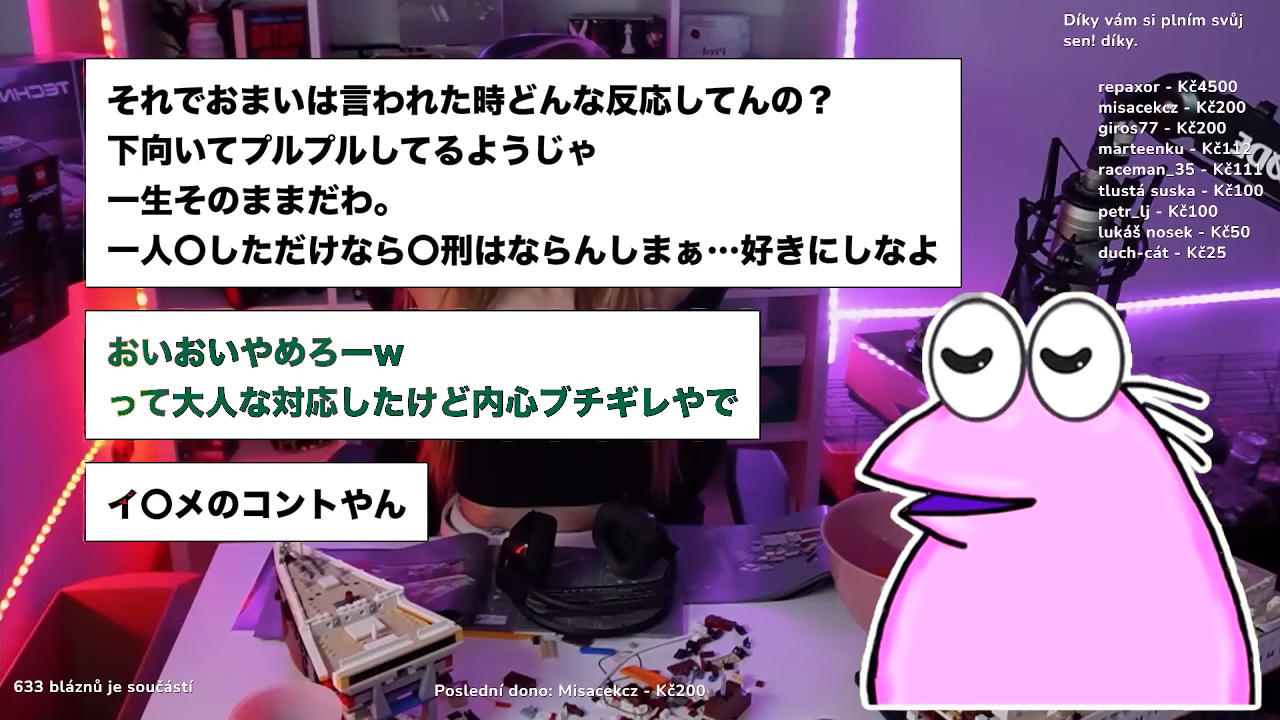 Díky vám si plním svůj
sen! díky.
repaxor - Kč4500
misacekcz - Kč200
giros77 - Kč200
marteenku - Kč112
raceman_35 - Kč111
tlustá suska - Kč100
petr_lj - Kč100
lukáš nosek - Kč50
duch-cát - Kč25
それでおまいは言われた時どんな反応してんの？
下向いてプルプルしてるようじゃ
一生そのままだわ。
一人〇しただけなら〇刑はならんしまぁ…好きにしなよ
おいおいやめろーw
って大人な対応したけど内心ブチギレやで
イ〇メのコントやん
633 bláznů je součástí
Poslední dono: Misacekcz - Kč200